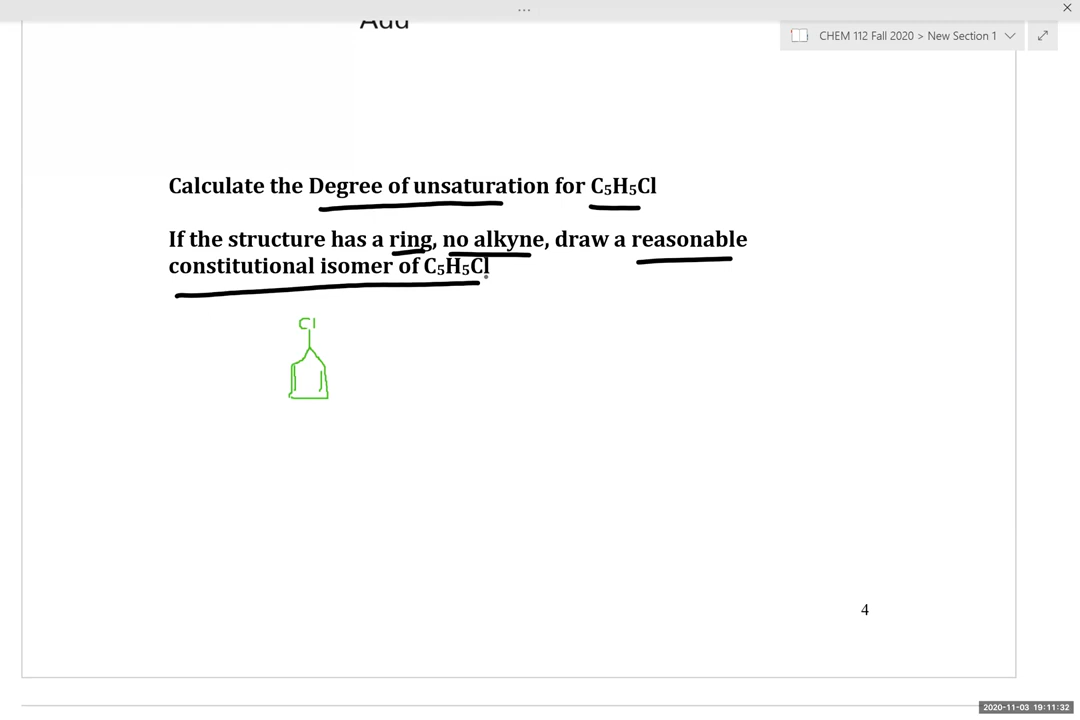 CHEM 112 Fall 2020 > New Section 1
Calculate the Degree of unsaturation for C₅H₅Cl
If the structure has a ring, no alkyne, draw a reasonable
constitutional isomer of C₅H₅Cl
Cl
4
2020-11-03 19:11:32